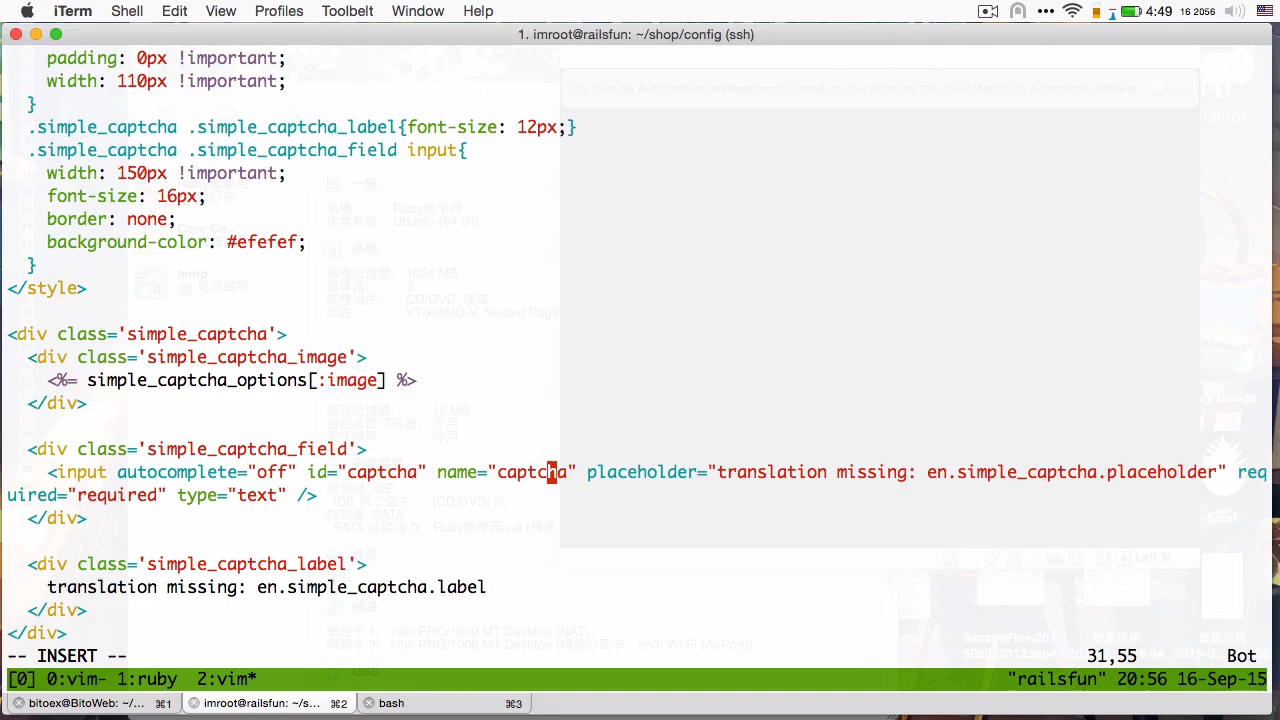 iTerm Shell Edit View Profiles Toolbelt Window Help 4:49 16 2056
1. imroot@railsfun: ~/shop/config (ssh)
padding: 0px !important;
width: 110px !important;
}
.simple_captcha .simple_captcha_label{font-size: 12px;}
.simple_captcha .simple_captcha_field input{
width: 150px !important;
font-size: 16px;
border: none;
background-color: #efefef;
}
</style>
<div class='simple_captcha'>
<div class='simple_captcha_image'>
<%= simple_captcha_options[:image] %>
</div>
<div class='simple_captcha_field'>
<input autocomplete="off" id="captcha" name="captcha" placeholder="translation missing: en.simple_captcha.placeholder" req
uired="required" type="text" />
</div>
<div class='simple_captcha_label'>
translation missing: en.simple_captcha.label
</div>
</div>
-- INSERT -- 31,55 Bot
[0] 0:vim- 1:ruby 2:vim* "railsfun" 20:56 16-Sep-15
bitoex@BitoWeb: ~/... ⌘1 imroot@railsfun: ~/s... ⌘2 bash ⌘3